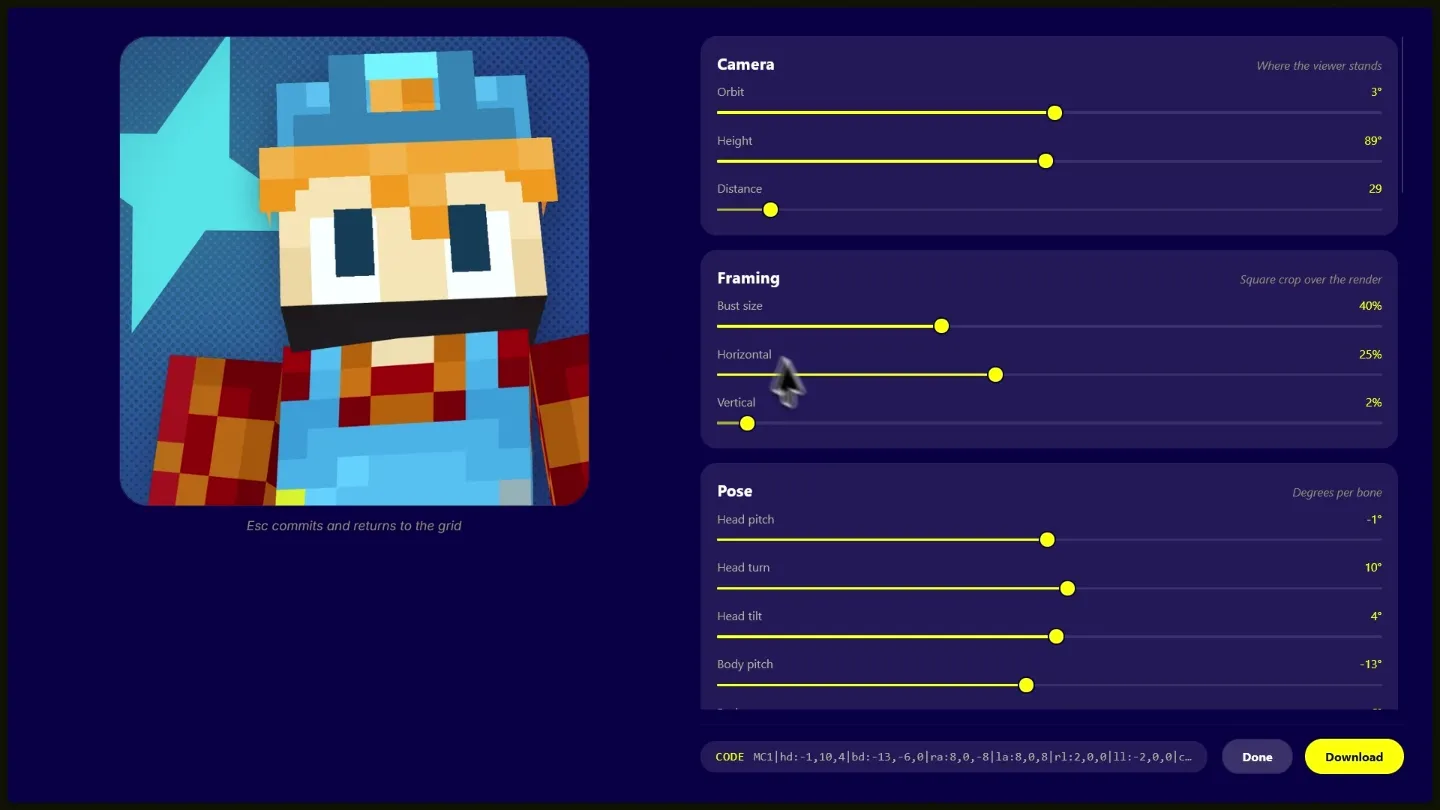 Camera
Where the viewer stands
Orbit
3°
Height
89°
Distance
29
Framing
Square crop over the render
Bust size
40%
Horizontal
25%
Vertical
2%
Pose
Degrees per bone
Head pitch
-1°
Head turn
10°
Head tilt
4°
Body pitch
-13°
Esc commits and returns to the grid
CODE MC1|hd:-1,10,4|bd:-13,-6,0|ra:8,0,-8|la:8,0,8|rl:2,0,0|ll:-2,0,0|c…
Done
Download